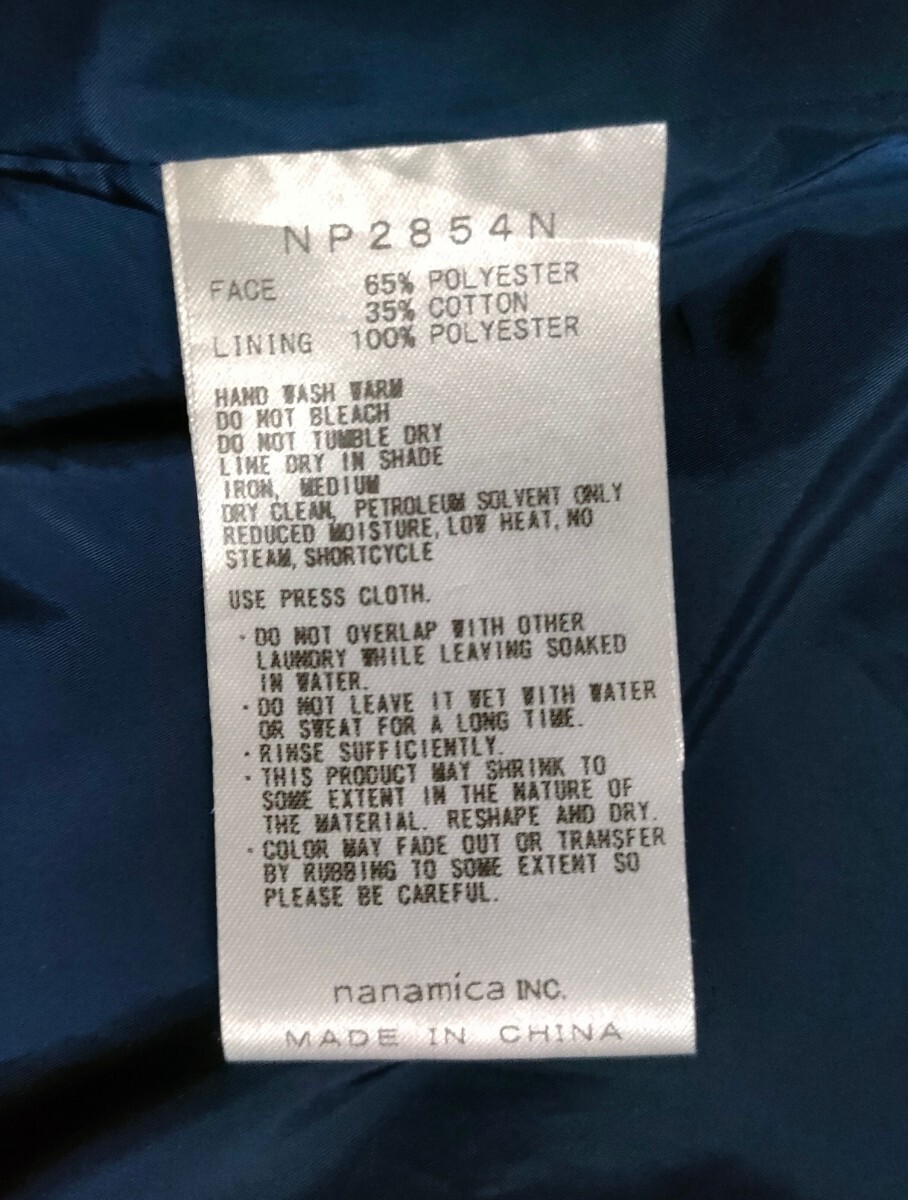 NP2854N
FACE 65% POLYESTER
35% COTTON
LINING 100% POLYESTER
HAND WASH WARM
DO NOT BLEACH
DO NOT TUMBLE DRY
LINE DRY IN SHADE
IRON, MEDIUM
DRY CLEAN, PETROLEUM SOLVENT ONLY
REDUCED MOISTURE, LOW HEAT, NO
STEAM, SHORTCYCLE
USE PRESS CLOTH.
・DO NOT OVERLAP WITH OTHER
LAUNDRY WHILE LEAVING SOAKED
IN WATER.
・DO NOT LEAVE IT WET WITH WATER
OR SWEAT FOR A LONG TIME.
・RINSE SUFFICIENTLY.
・THIS PRODUCT MAY SHRINK TO
SOME EXTENT IN THE NATURE OF
THE MATERIAL. RESHAPE AND DRY.
・COLOR MAY FADE OUT OR TRANSFER
BY RUBBING TO SOME EXTENT SO
PLEASE BE CAREFUL.
nanamíca INC.
MADE IN CHINA